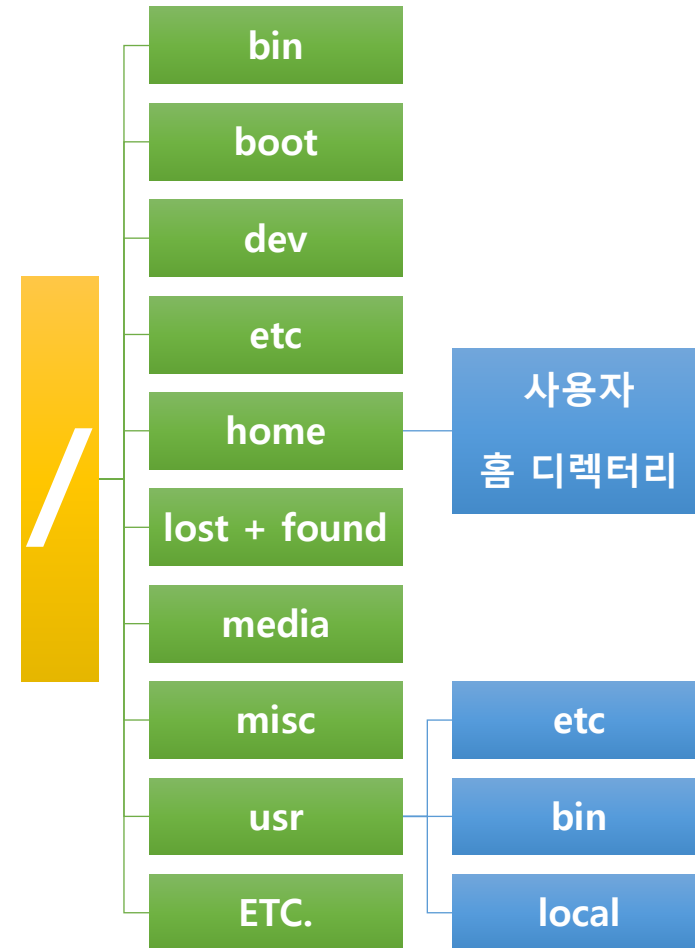 /
bin
boot
dev
etc
home
사용자
홈 디렉터리
lost + found
media
misc
usr
etc
bin
local
ETC.